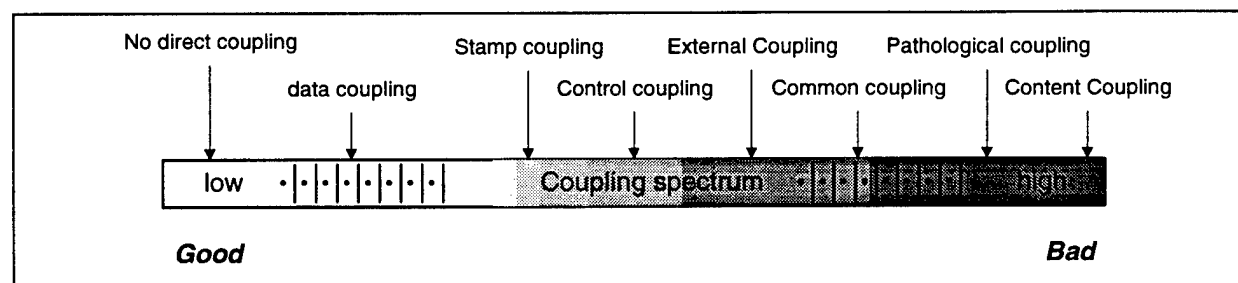 No direct coupling
Stamp coupling
External Coupling
Pathological coupling
data coupling
Control coupling
Common coupling
Content Coupling
low
Coupling spectrum
high
Good
Bad